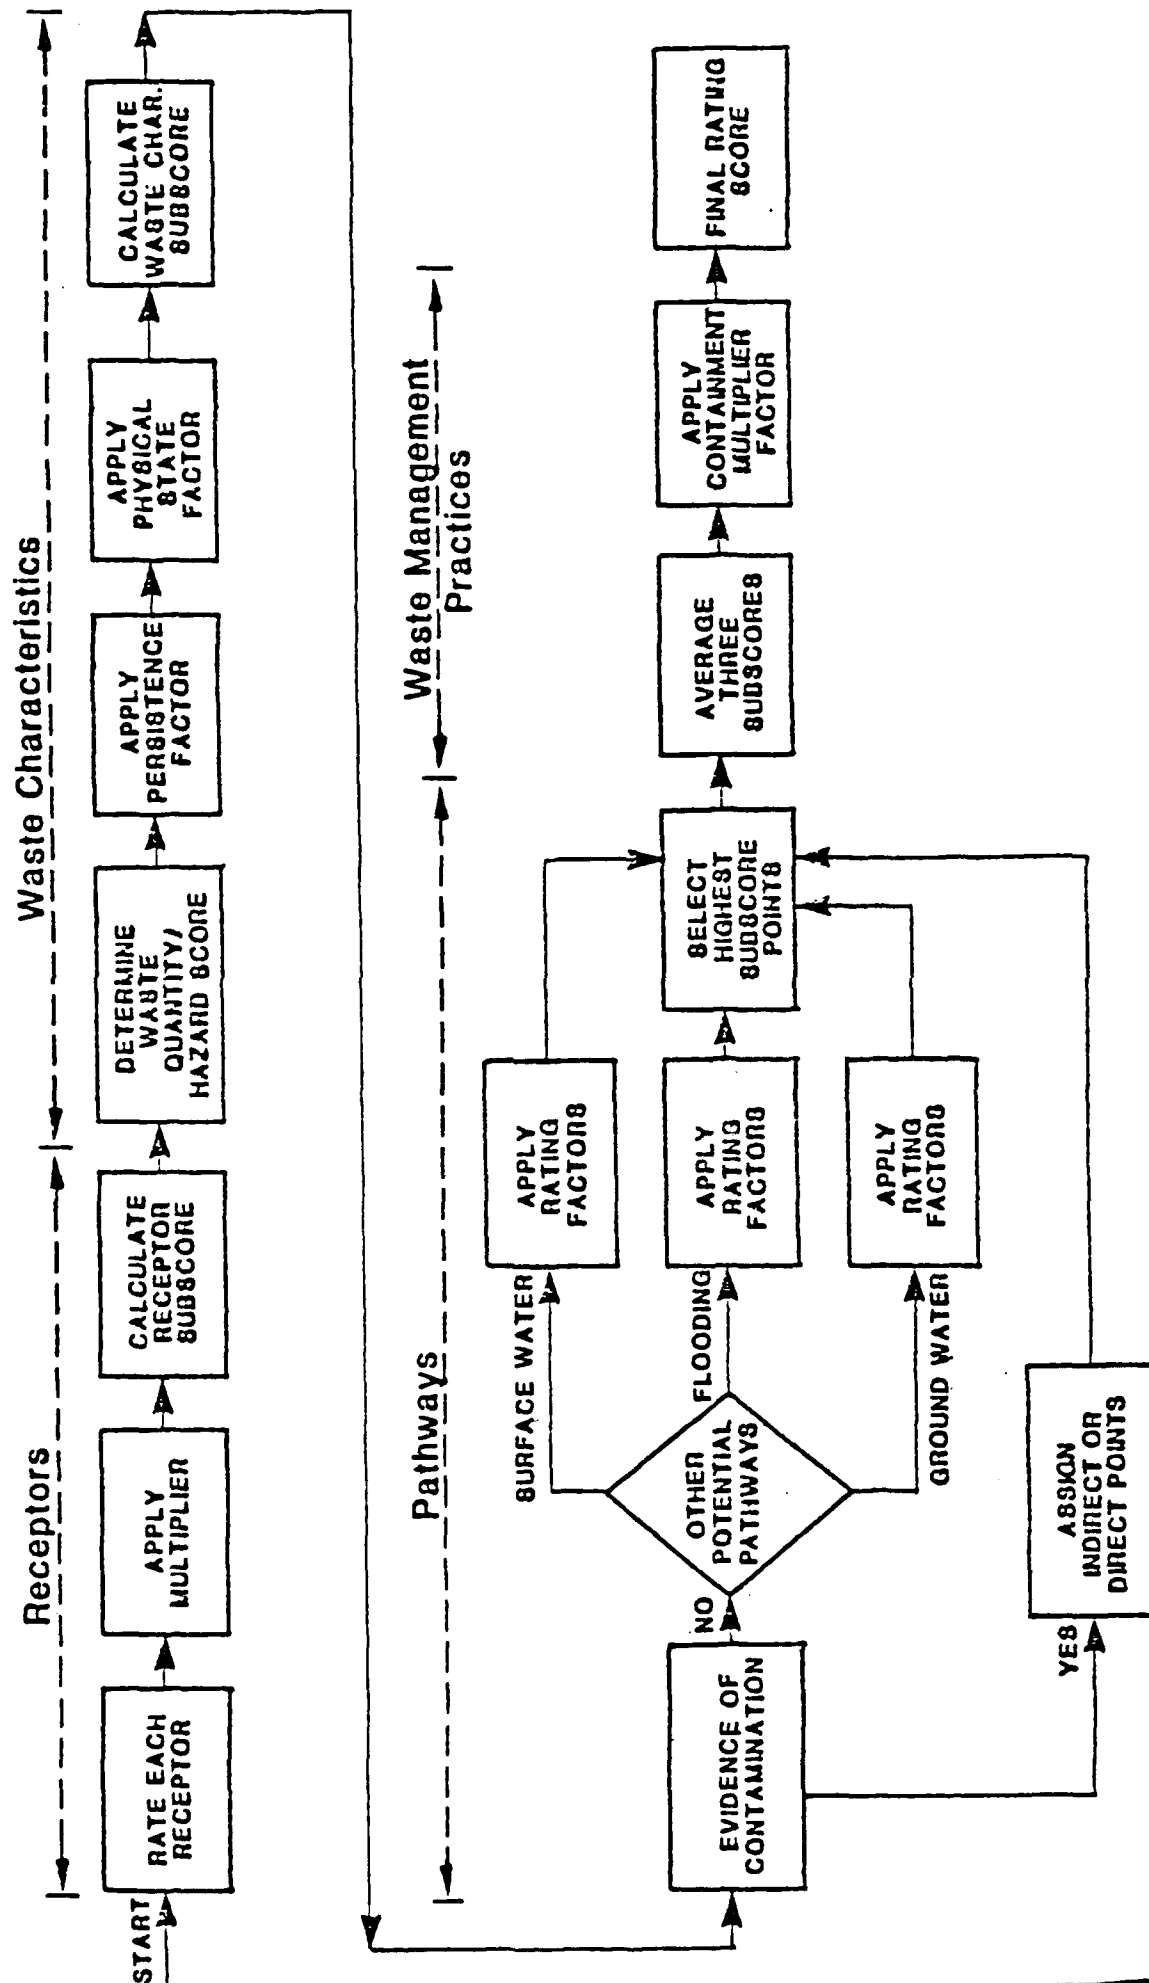 Receptors
Waste Characteristics
START
RATE EACH
RECEPTOR
APPLY
MULTIPLIER
CALCULATE
RECEPTOR
SUBSCORE
DETERMINE
WASTE
QUANTITY/
HAZARD SCORE
APPLY
PERSISTENCE
FACTOR
APPLY
PHYSICAL
STATE
FACTOR
CALCULATE
WASTE CHAR.
SUBSCORE
Pathways
Waste Management
Practices
EVIDENCE OF
CONTAMINATION
NO
YES
OTHER
POTENTIAL
PATHWAYS
SURFACE WATER
FLOODING
GROUND WATER
APPLY
RATING
FACTORS
APPLY
RATING
FACTORS
APPLY
RATING
FACTORS
ASSIGN
INDIRECT OR
DIRECT POINTS
SELECT
HIGHEST
SUBSCORE
POINTS
AVERAGE
THREE
SUBSCORES
APPLY
CONTAINMENT
MULTIPLIER
FACTOR
FINAL RATING
SCORE